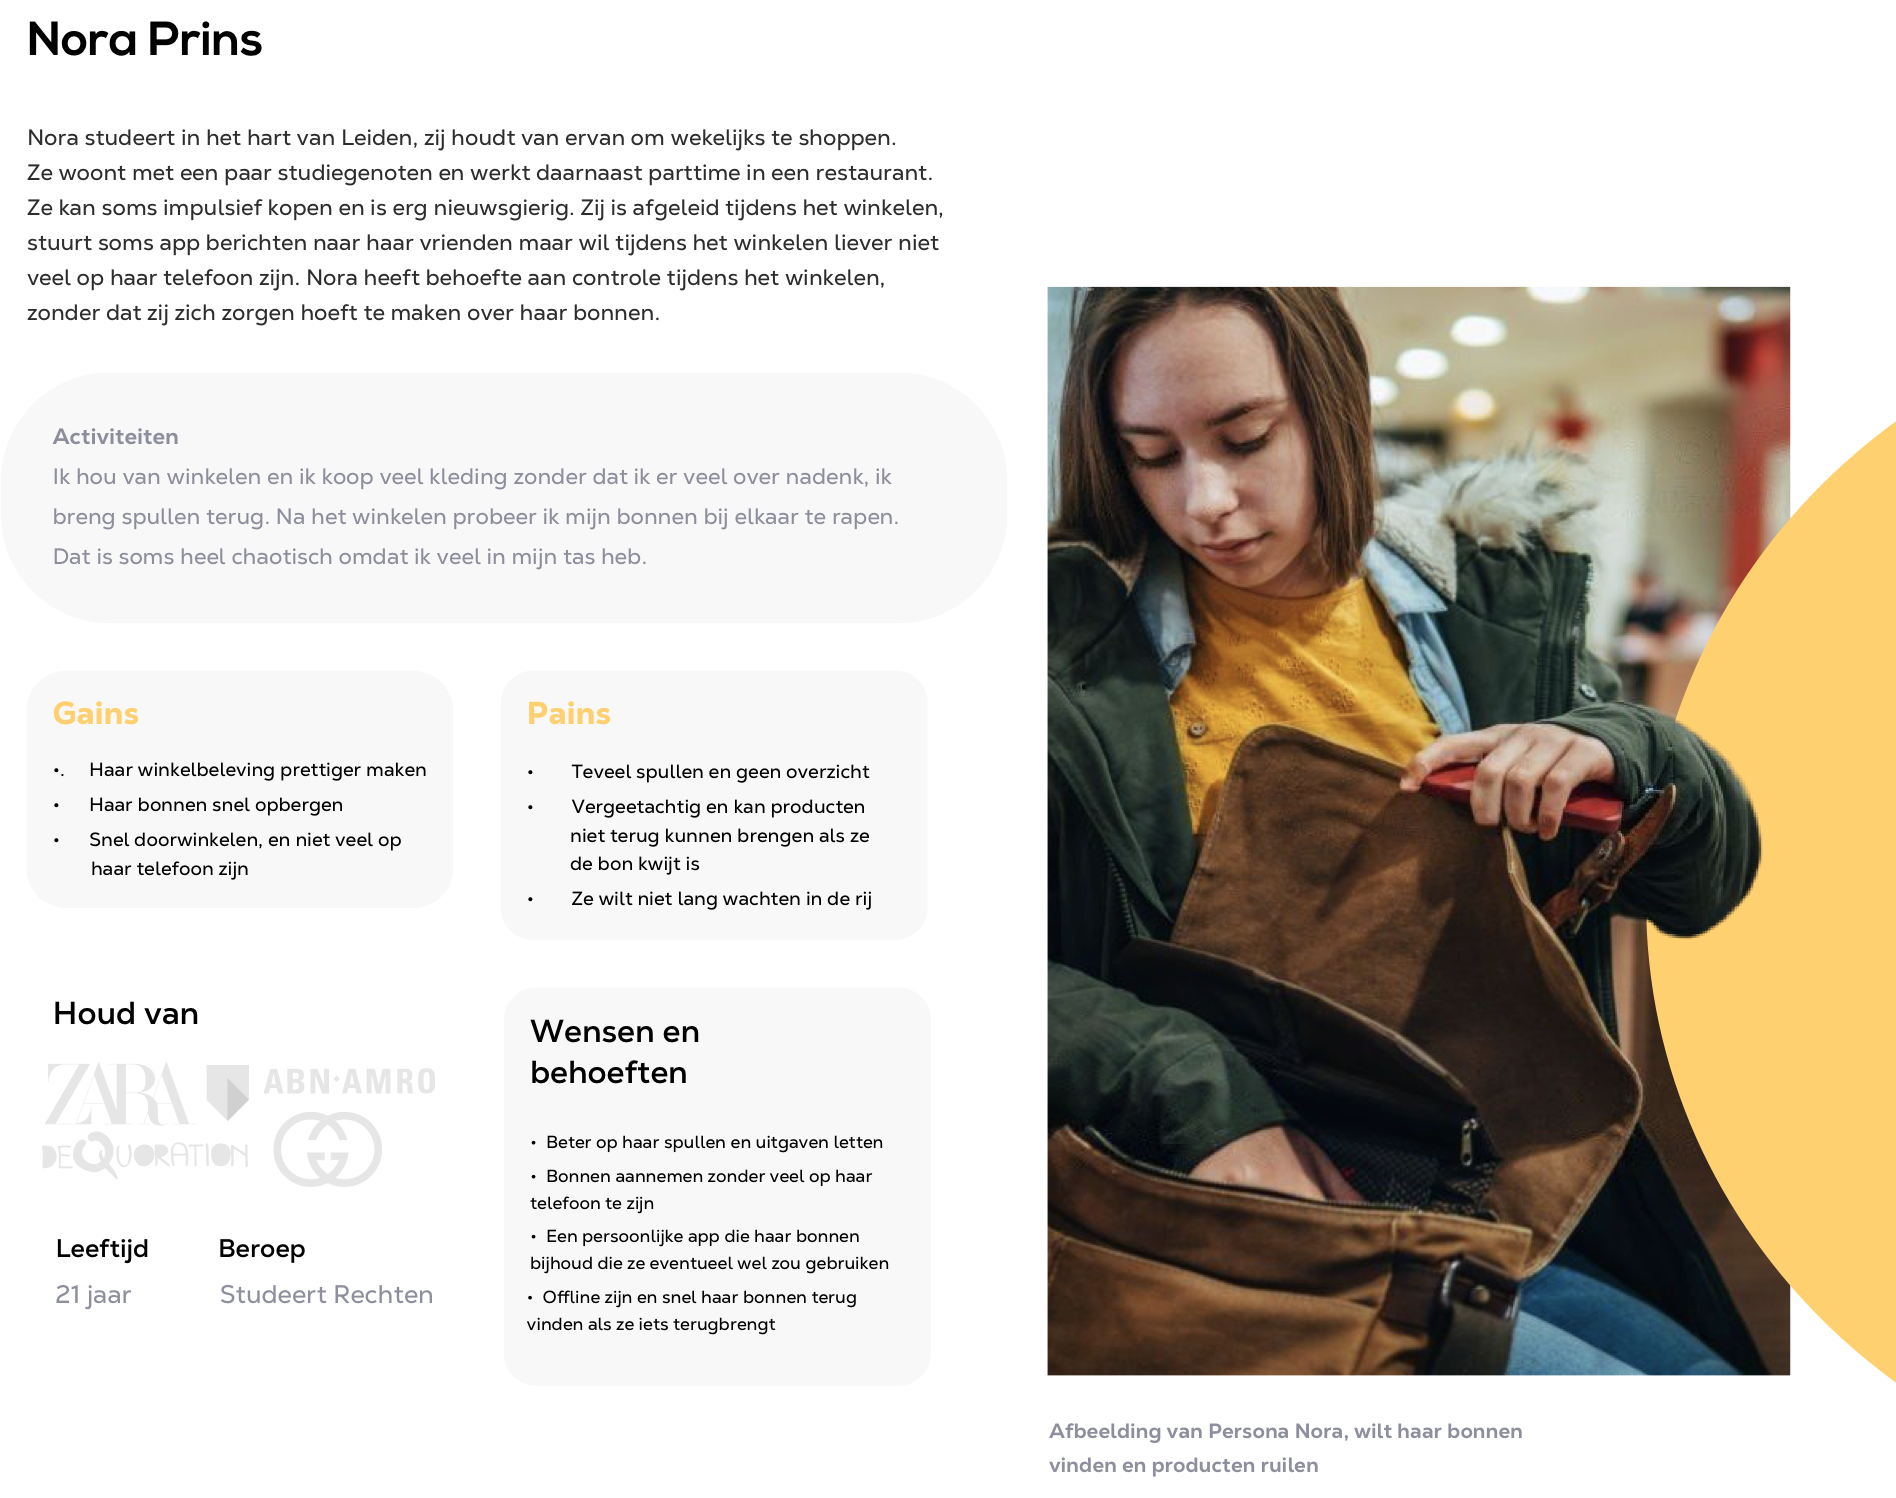 Nora Prins
Nora studeert in het hart van Leiden, zij houdt van ervan om wekelijks te shoppen.
Ze woont met een paar studiegenoten en werkt daarnaast parttime in een restaurant.
Ze kan soms impulsief kopen en is erg nieuwsgierig. Zij is afgeleid tijdens het winkelen,
stuurt soms app berichten naar haar vrienden maar wil tijdens het winkelen liever niet
veel op haar telefoon zijn. Nora heeft behoefte aan controle tijdens het winkelen,
zonder dat zij zich zorgen hoeft te maken over haar bonnen.
Activiteiten
Ik hou van winkelen en ik koop veel kleding zonder dat ik er veel over nadenk, ik
breng spullen terug. Na het winkelen probeer ik mijn bonnen bij elkaar te rapen.
Dat is soms heel chaotisch omdat ik veel in mijn tas heb.
Gains
•. Haar winkelbeleving prettiger maken
• Haar bonnen snel opbergen
• Snel doorwinkelen, en niet veel op
haar telefoon zijn
Pains
• Teveel spullen en geen overzicht
• Vergeetachtig en kan producten
niet terug kunnen brengen als ze
de bon kwijt is
• Ze wilt niet lang wachten in de rij
Houd van
ZARA
ABN·AMRO
DEQUORATION
Leeftijd
21 jaar
Beroep
Studeert Rechten
Wensen en
behoeften
• Beter op haar spullen en uitgaven letten
• Bonnen aannemen zonder veel op haar
telefoon te zijn
• Een persoonlijke app die haar bonnen
bijhoud die ze eventueel wel zou gebruiken
• Offline zijn en snel haar bonnen terug
vinden als ze iets terugbrengt
Afbeelding van Persona Nora, wilt haar bonnen
vinden en producten ruilen